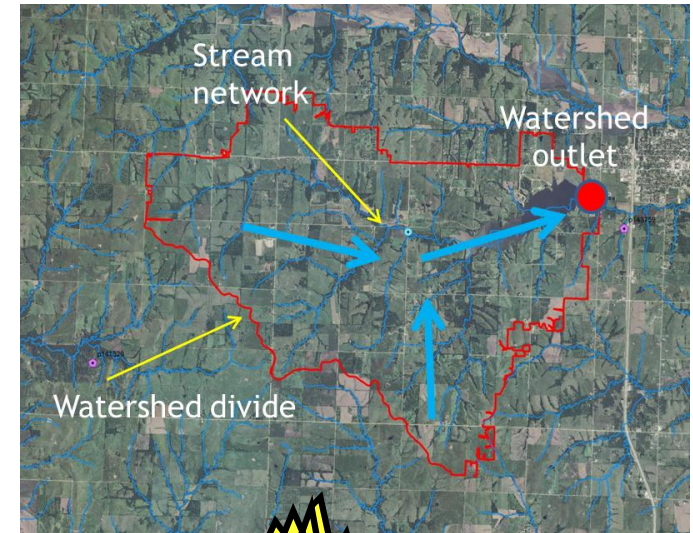 Stream
network
Watershed
outlet
Watershed divide